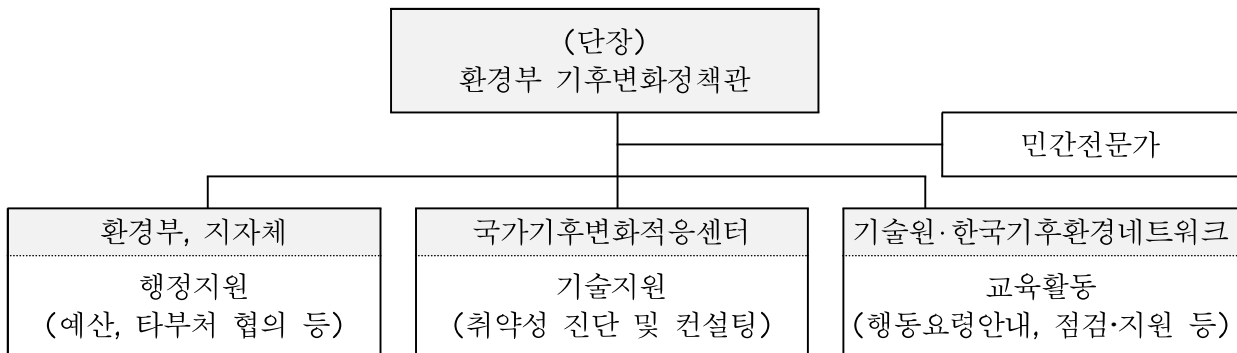 (단장)
환경부 기후변화정책관
민간전문가
환경부, 지자체
행정지원
(예산, 타부처 협의 등)
국가기후변화적응센터
기술지원
(취약성 진단 및 컨설팅)
기술원·한국기후환경네트워크
교육활동
(행동요령안내, 점검·지원 등)